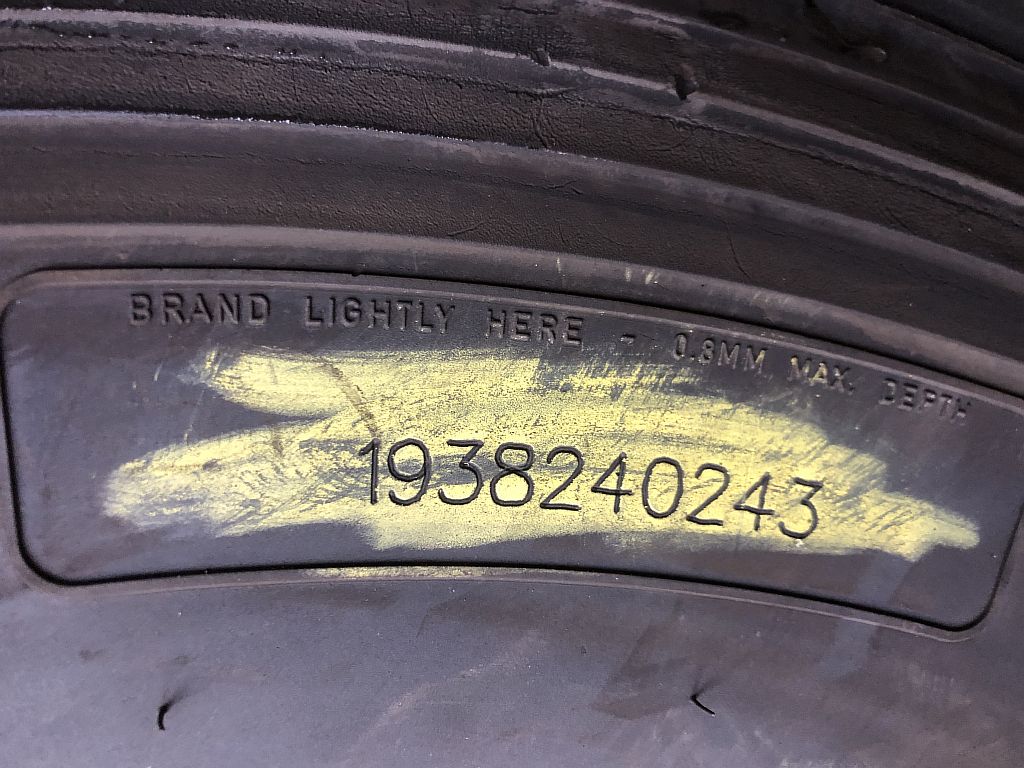 BRAND LIGHTLY HERE - 0.8MM MAX. DEPTH
1938240243